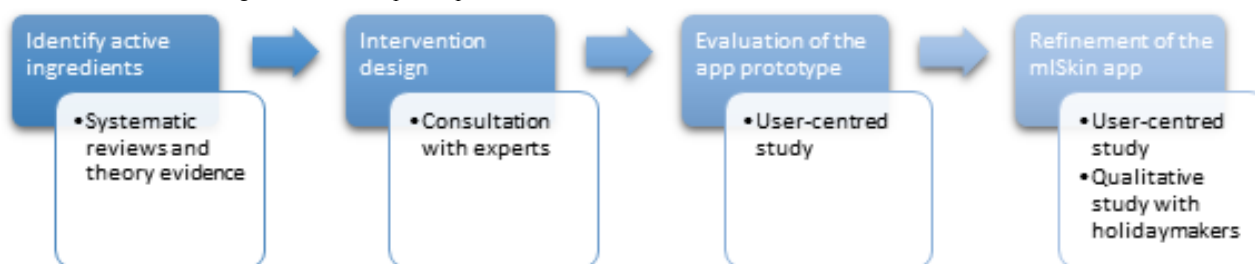 Identify active
ingredients
•Systematic
reviews and
theory evidence
Intervention
design
•Consultation
with experts
Evaluation of the
app prototype
•User-centred
study
Refinement of the
mISkin app
•User-centred
study
•Qualitative
study with
holidaymakers